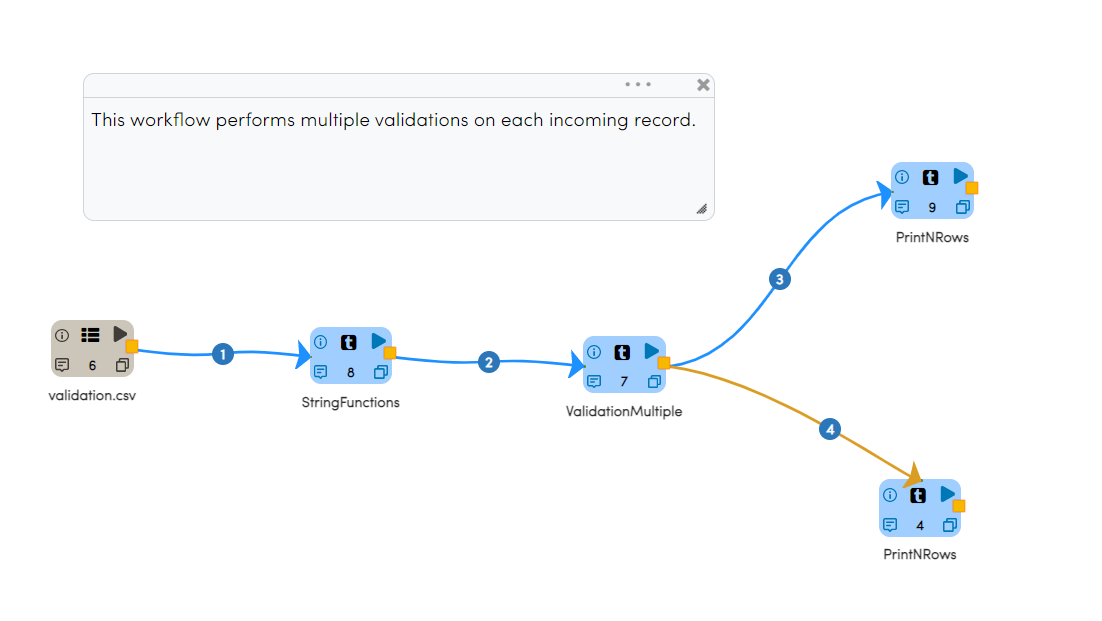 This workflow performs multiple validations on each incoming record.
t
9
PrintNRows
3
6
validation.csv
1
t
8
StringFunctions
2
t
7
ValidationMultiple
4
t
4
PrintNRows